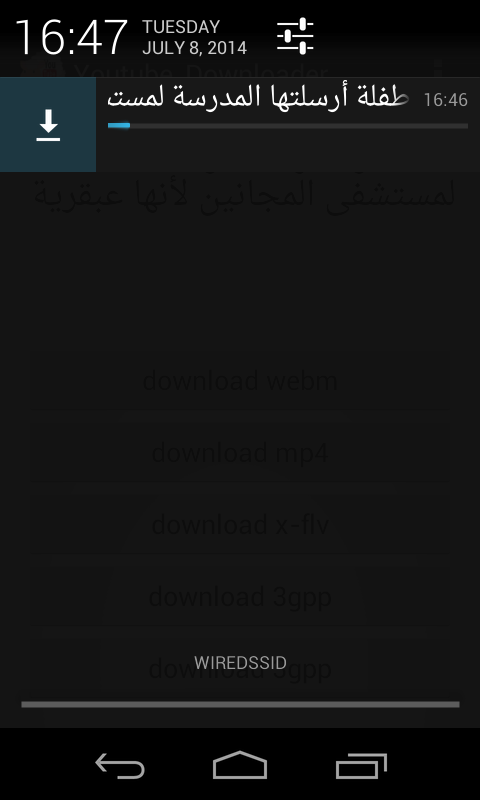 16:47
TUESDAY
JULY 8, 2014
Youtube Downloader
طفلة أرسلتها المدرسة لمست
16:46
لمستشفى المجانين لأنها عبقرية
download webm
download mp4
download x-flv
download 3gpp
download 3gpp
WIREDSSID